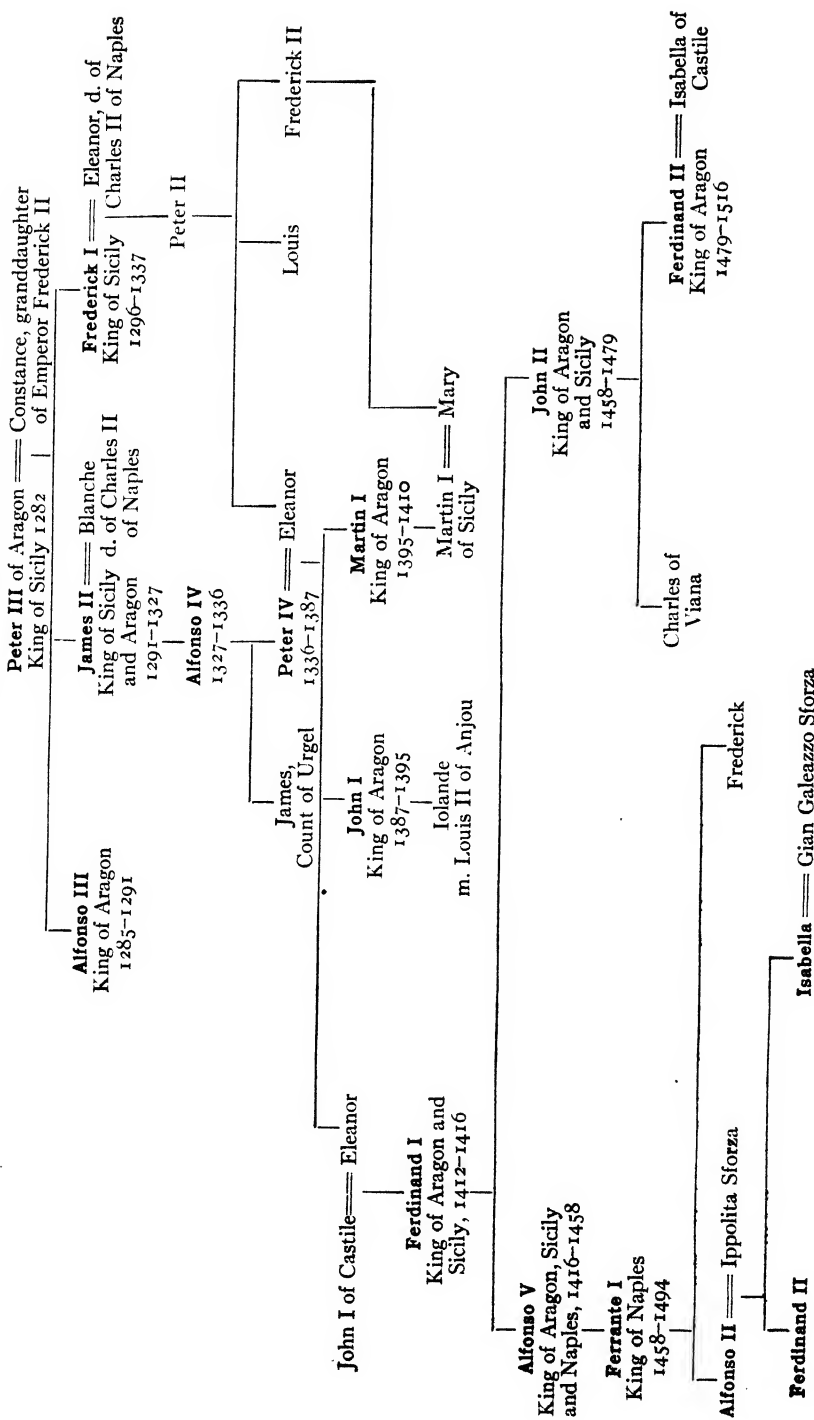 Peter III of Aragon == Constance, granddaughter
King of Sicily 1282 of Emperor Frederick II
Alfonso III
King of Aragon
1285-1291
James II == Blanche
King of Sicily d. of Charles II
and Aragon of Naples
1291-1327
Frederick I == Eleanor, d. of
King of Sicily Charles II of Naples
1296-1337
Alfonso IV
1327-1336
Peter II
James,
Count of Urgel
Peter IV == Eleanor
1336-1387
Louis
Frederick II
John I of Castile == Eleanor
John I
King of Aragon
1387-1395
Martin I
King of Aragon
1395-1410
Ferdinand I
King of Aragon and
Sicily, 1412-1416
Iolande
m. Louis II of Anjou
Martin I == Mary
of Sicily
Alfonso V
King of Aragon, Sicily
and Naples, 1416-1458
John II
King of Aragon
and Sicily
1458-1479
Ferrante I
King of Naples
1458-1494
Charles of
Viana
Ferdinand II == Isabella of
King of Aragon Castile
1479-1516
Alfonso II == Ippolita Sforza
Frederick
Ferdinand II
Isabella == Gian Galeazzo Sforza